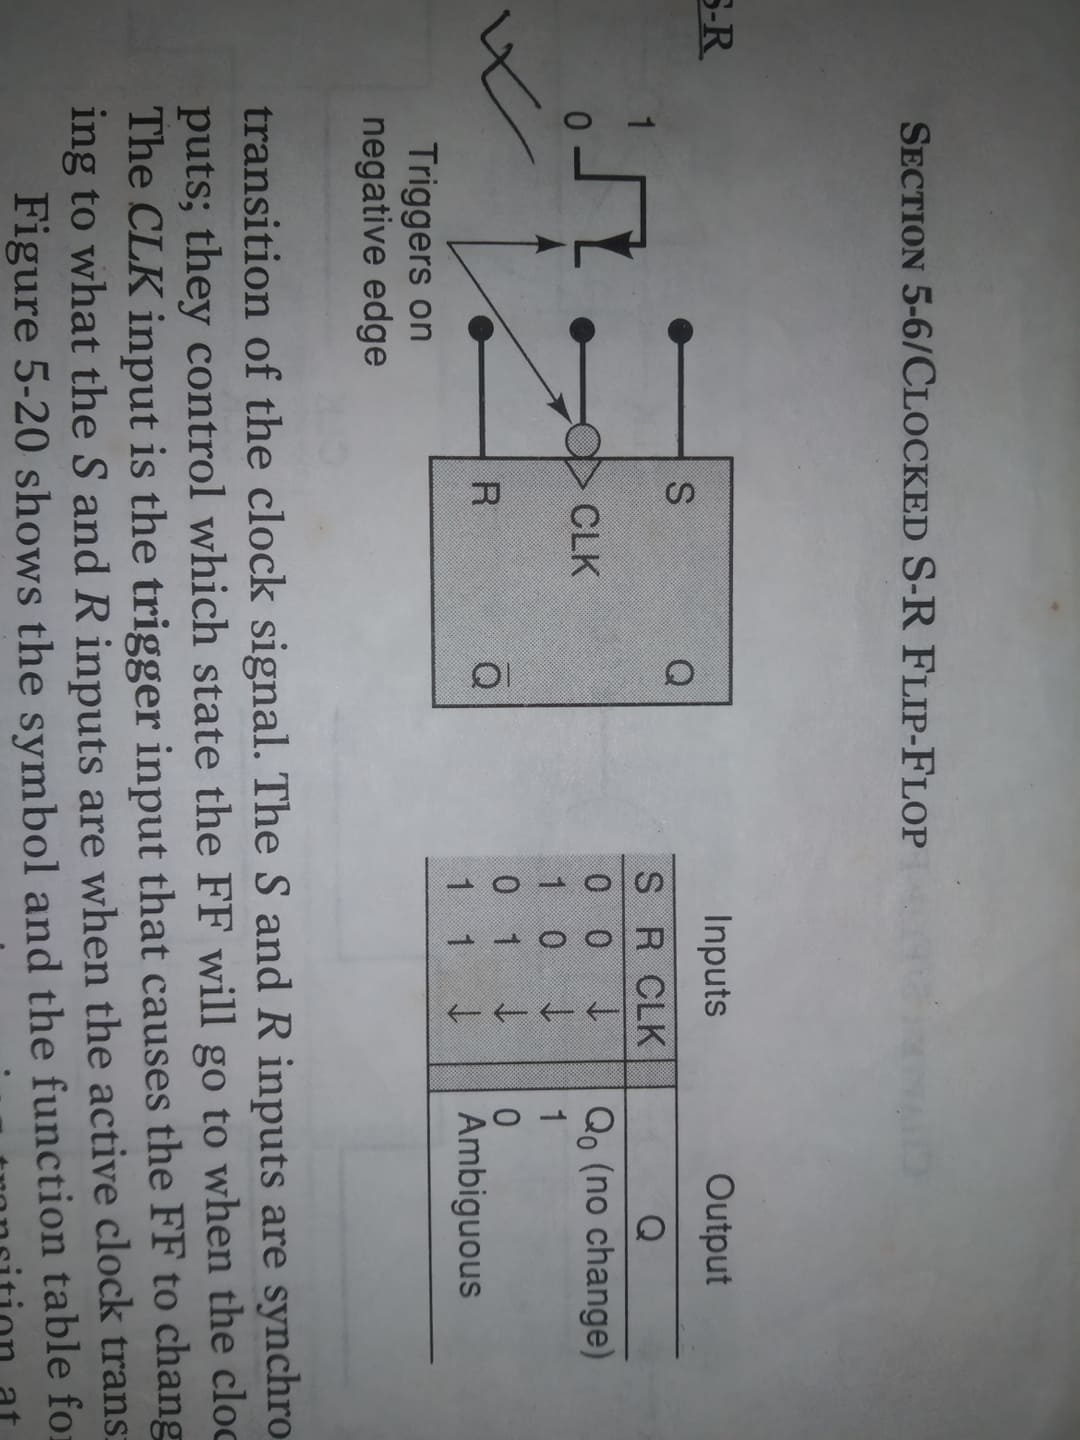 S-R
SECTION 5-6/CLOCKED S-R FLIP-FLOP
1
0
Triggers on
negative edge
S
CLK
R
Q
Q̅
Inputs Output
S R CLK Q
0 0 ↓ Q₀ (no change)
1 0 ↓ 1
0 1 ↓ 0
1 1 ↓ Ambiguous
transition of the clock signal. The S and R inputs are synchro
puts; they control which state the FF will go to when the cloc
The CLK input is the trigger input that causes the FF to chang
ing to what the S and R inputs are when the active clock trans
Figure 5-20 shows the symbol and the function table for
transition at